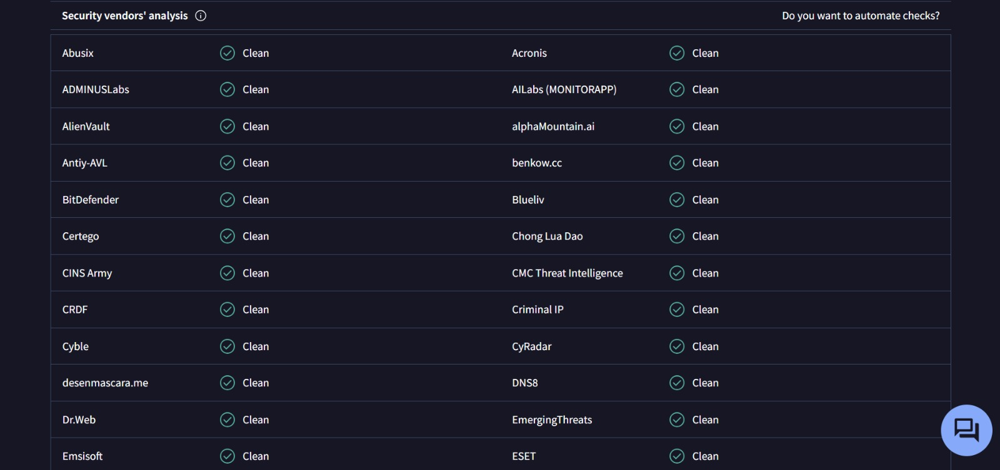 Security vendors' analysis Do you want to automate checks?
Abusix Clean Acronis Clean
ADMINUSLabs Clean AILabs (MONITORAPP) Clean
AlienVault Clean alphaMountain.ai Clean
Antiy-AVL Clean benkow.cc Clean
BitDefender Clean Blueliv Clean
Certego Clean Chong Lua Dao Clean
CINS Army Clean CMC Threat Intelligence Clean
CRDF Clean Criminal IP Clean
Cyble Clean CyRadar Clean
desenmascara.me Clean DNS8 Clean
Dr.Web Clean EmergingThreats Clean
Emsisoft Clean ESET Clean